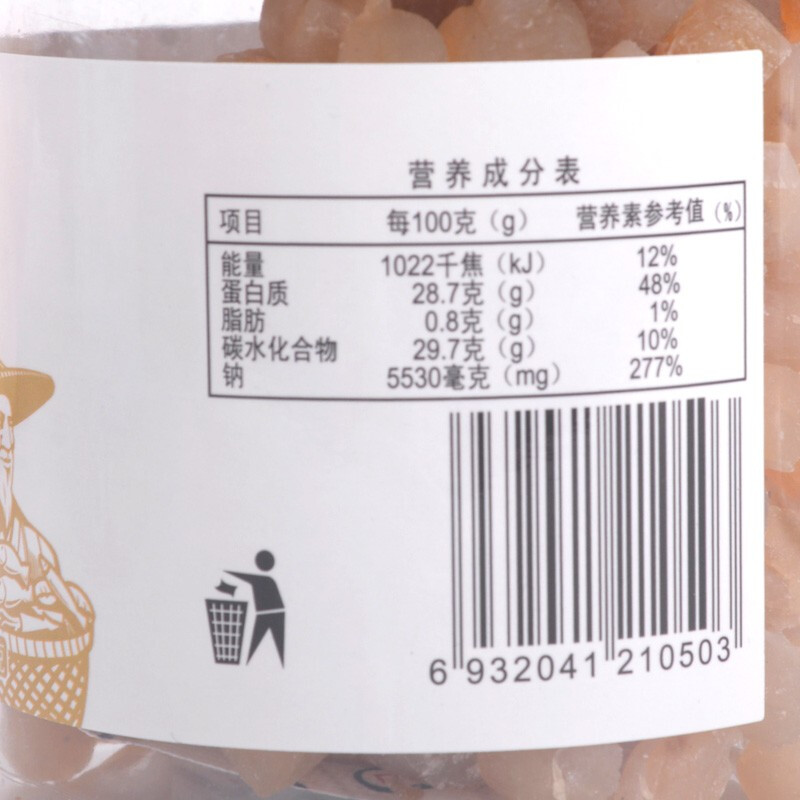 营养成分表
项目 每100克（g） 营养素参考值（%）
能量 1022千焦（kJ） 12%
蛋白质 28.7克（g） 48%
脂肪 0.8克（g） 1%
碳水化合物 29.7克（g） 10%
钠 5530毫克（mg） 277%
6 932041 210503